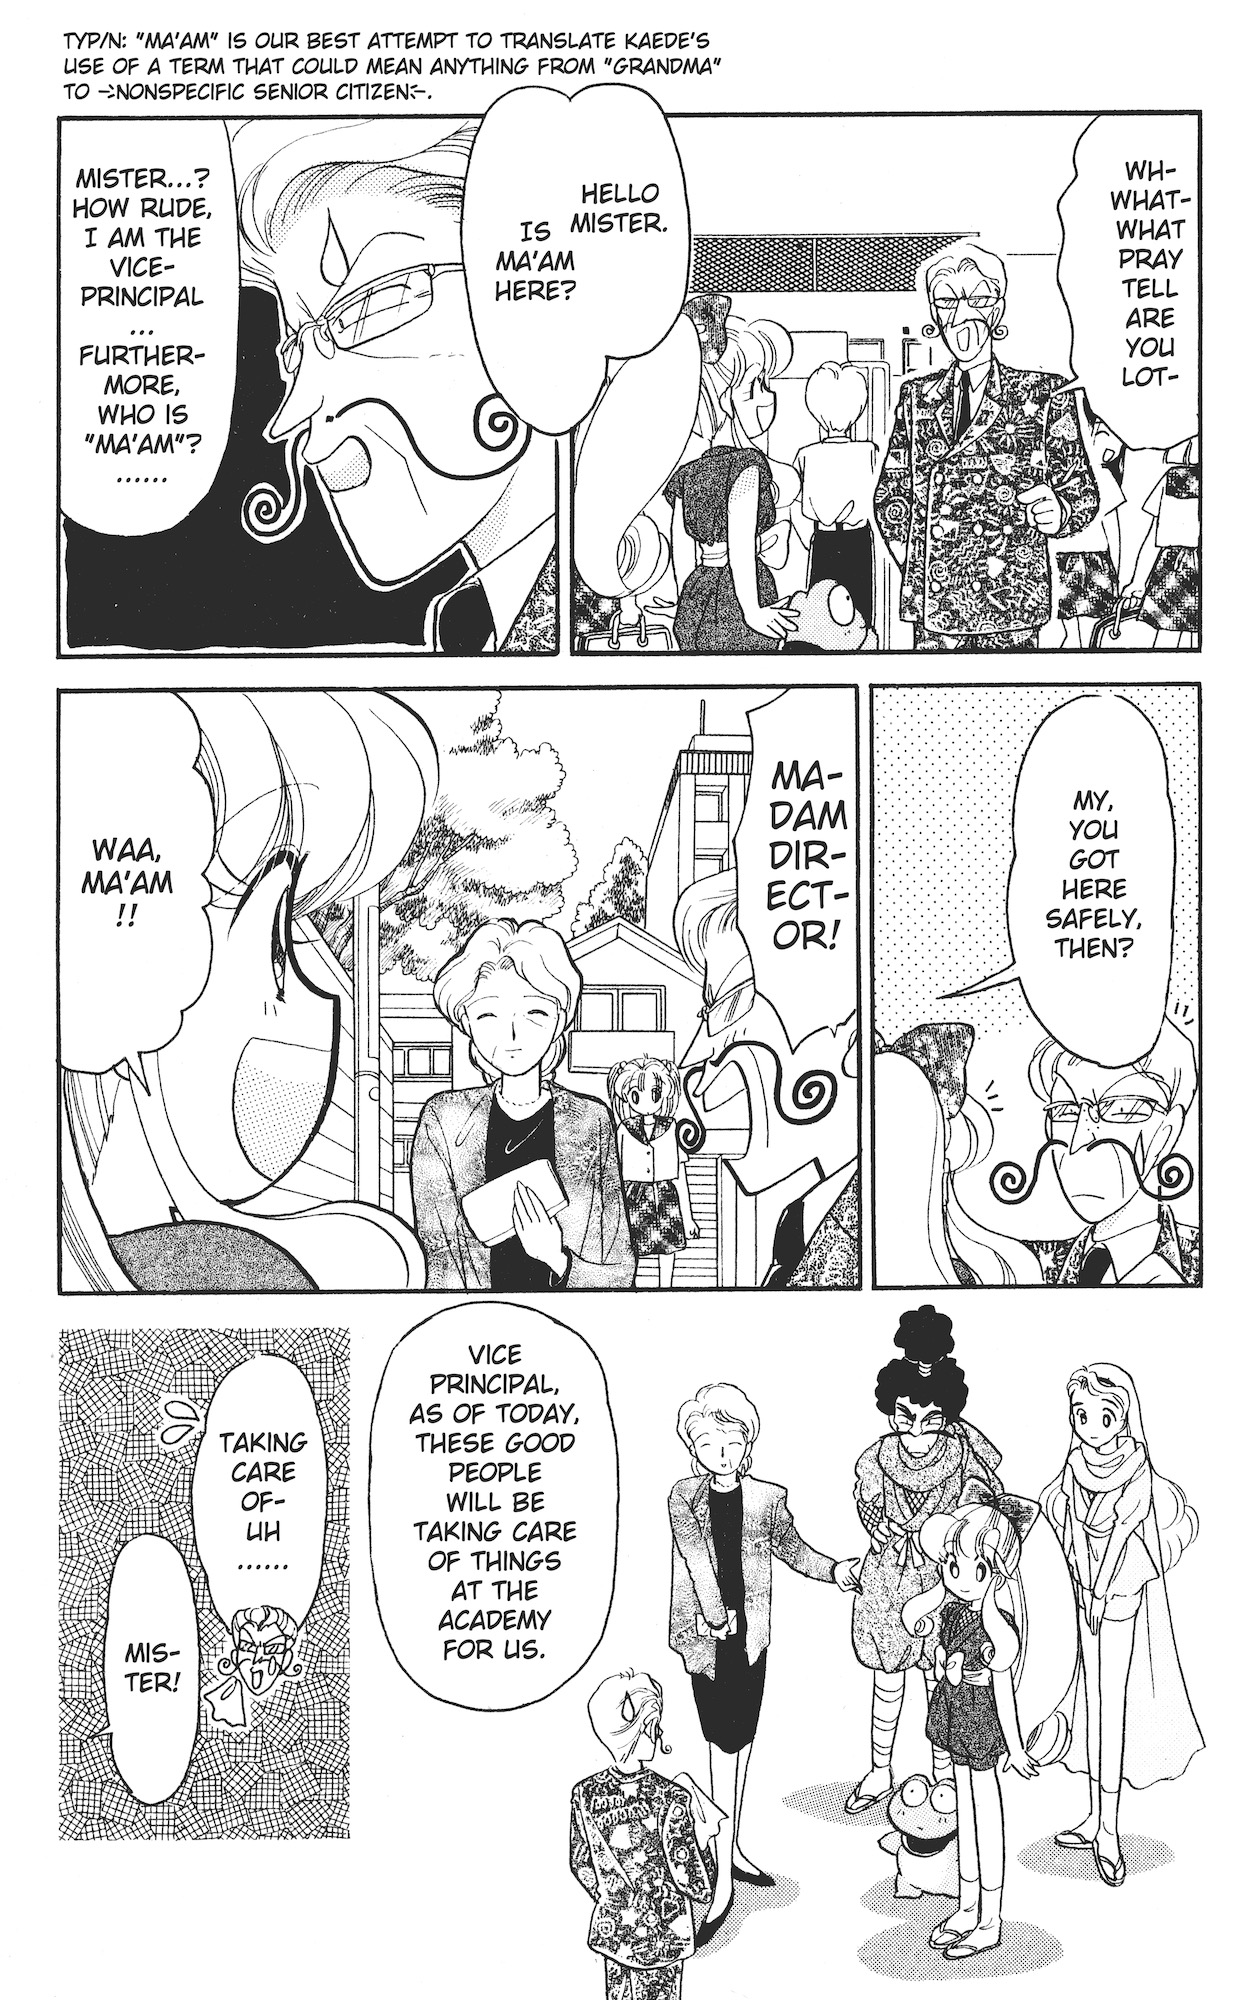 TYP/N: "MA'AM" IS OUR BEST ATTEMPT TO TRANSLATE KAEDE'S
USE OF A TERM THAT COULD MEAN ANYTHING FROM "GRANDMA"
TO →NONSPECIFIC SENIOR CITIZEN←.
WH-
WHAT-
WHAT
PRAY
TELL
ARE
YOU
LOT-
HELLO
MISTER.
IS
MA'AM
HERE?
MISTER...?
HOW RUDE,
I AM THE
VICE-
PRINCIPAL
...
FURTHER-
MORE,
WHO IS
"MA'AM"?
......
MY,
YOU
GOT
HERE
SAFELY,
THEN?
MA-
DAM
DIR-
ECT-
OR!
WAA,
MA'AM
!!
VICE
PRINCIPAL,
AS OF TODAY,
THESE GOOD
PEOPLE
WILL BE
TAKING CARE
OF THINGS
AT THE
ACADEMY
FOR US.
TAKING
CARE
OF-
UH
......
MIS-
TER!